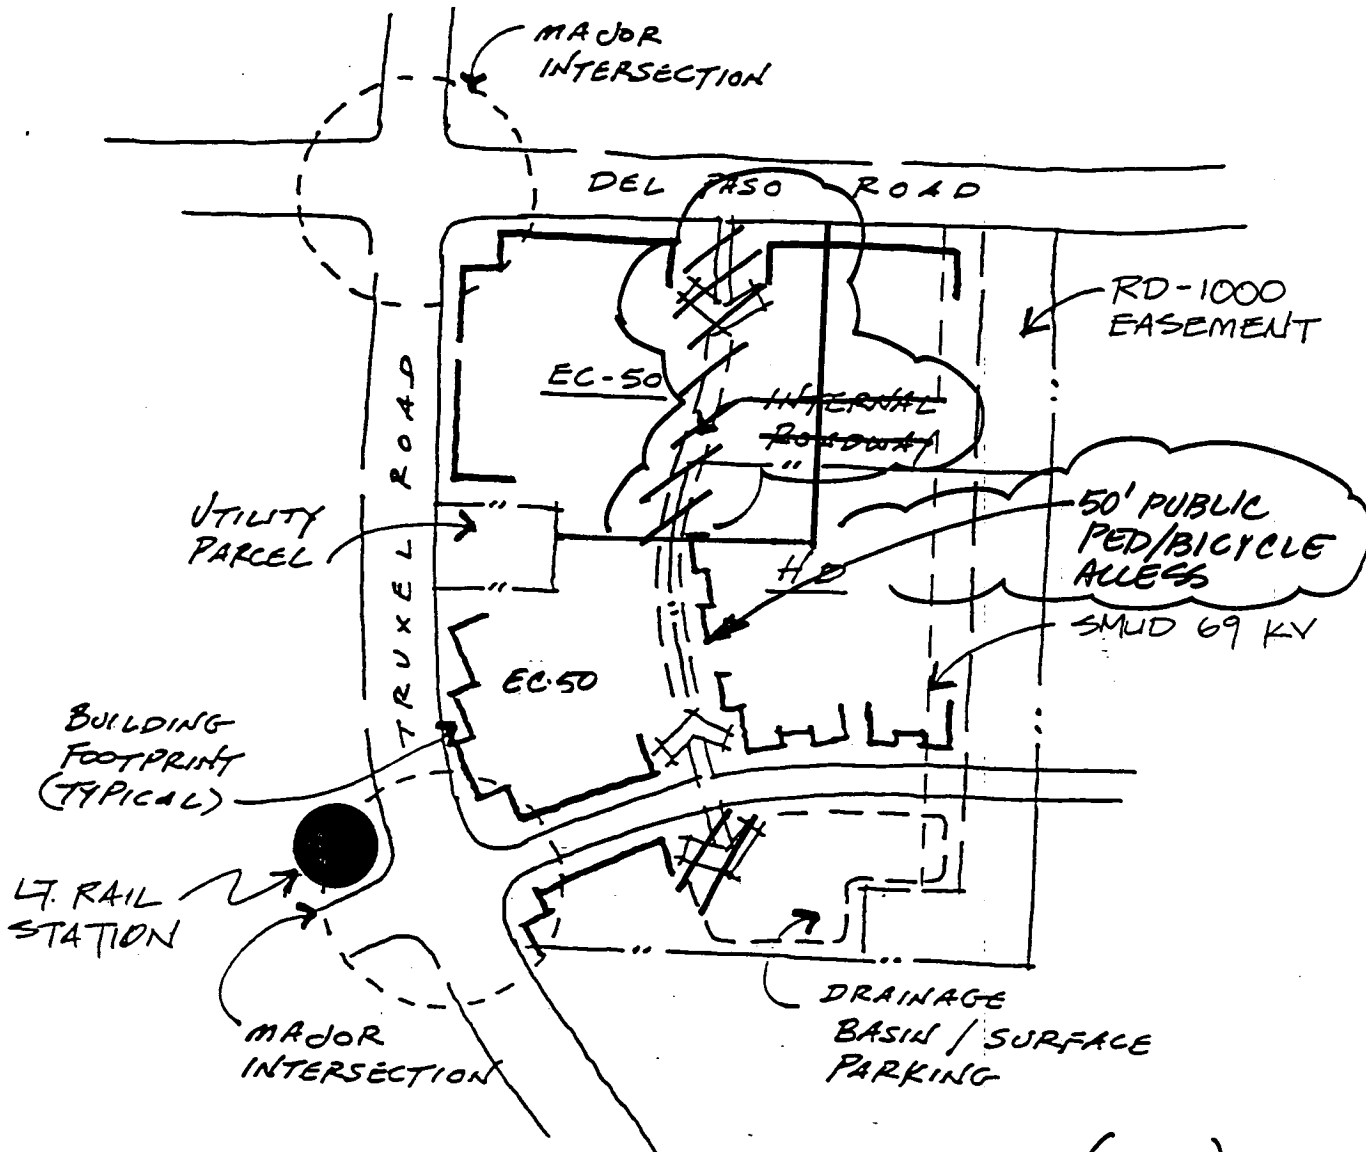 MAJOR
INTERSECTION
DEL PASO ROAD
RD-1000
EASEMENT
EC-50
INTERNAL
ROADWAY
TRUXEL ROAD
UTILITY
PARCEL
50' PUBLIC
PED/BICYCLE
ACCESS
HD
SMUD 69 KV
EC-50
BUILDING
FOOTPRINT
(TYPICAL)
LT. RAIL
STATION
MAJOR
INTERSECTION
DRAINAGE
BASIN / SURFACE
PARKING